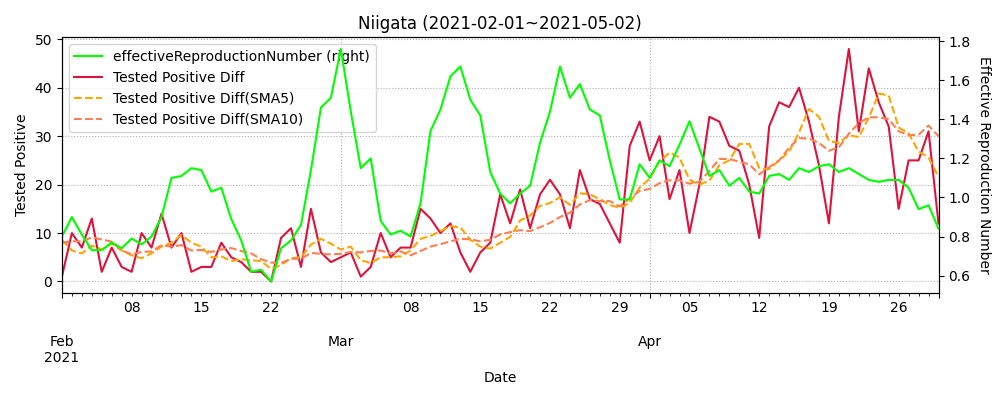 Niigata (2021-02-01~2021-05-02)
effectiveReproductionNumber (right)
Tested Positive Diff
Tested Positive Diff(SMA5)
Tested Positive Diff(SMA10)
Tested Positive
50
40
30
20
10
0
1.8
1.6
1.4
1.2
1.0
0.8
0.6
Effective Reproduction Number
08 15 22 08 15 22 29 05 12 19 26
Feb Mar Apr
2021
Date